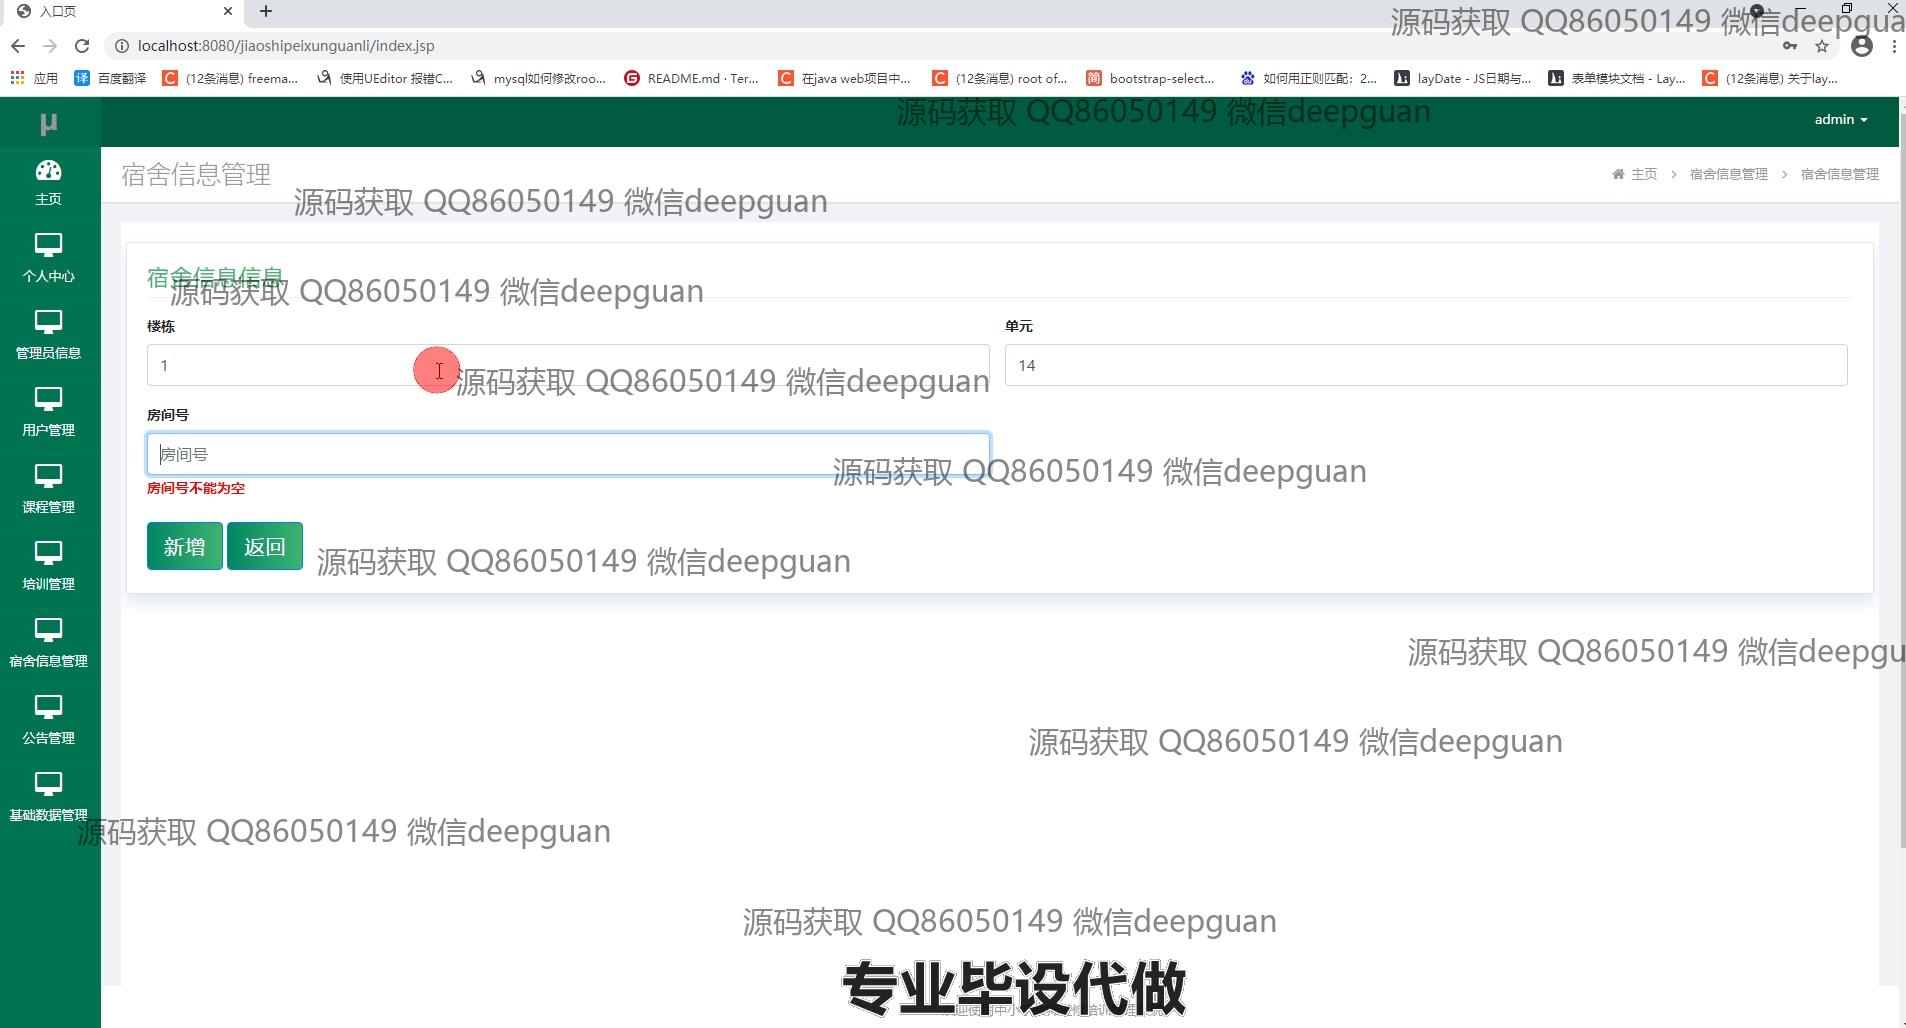 入口页
localhost:8080/jiaoshipeixunguanli/index.jsp
源码获取 QQ86050149 微信deepgua
应用 百度翻译 (12条消息) freema... 使用UEditor 报错C... mysql如何修改roo... README.md · Ter... 在java web项目中... (12条消息) root of... bootstrap-select... 如何用正则匹配：2... layDate - JS日期与... 表单模块文档 - Lay... (12条消息) 关于lay...
源码获取 QQ86050149 微信deepguan
μ
admin
主页
宿舍信息管理
主页 > 宿舍信息管理 > 宿舍信息管理
源码获取 QQ86050149 微信deepguan
个人中心
宿舍信息信息
源码获取 QQ86050149 微信deepguan
管理员信息
楼栋 单元
1 14
源码获取 QQ86050149 微信deepguan
用户管理
房间号
房间号
源码获取 QQ86050149 微信deepguan
房间号不能为空
课程管理
新增 返回
源码获取 QQ86050149 微信deepguan
培训管理
宿舍信息管理
源码获取 QQ86050149 微信deepgu
公告管理
源码获取 QQ86050149 微信deepguan
基础数据管理
源码获取 QQ86050149 微信deepguan
源码获取 QQ86050149 微信deepguan
专业毕设代做